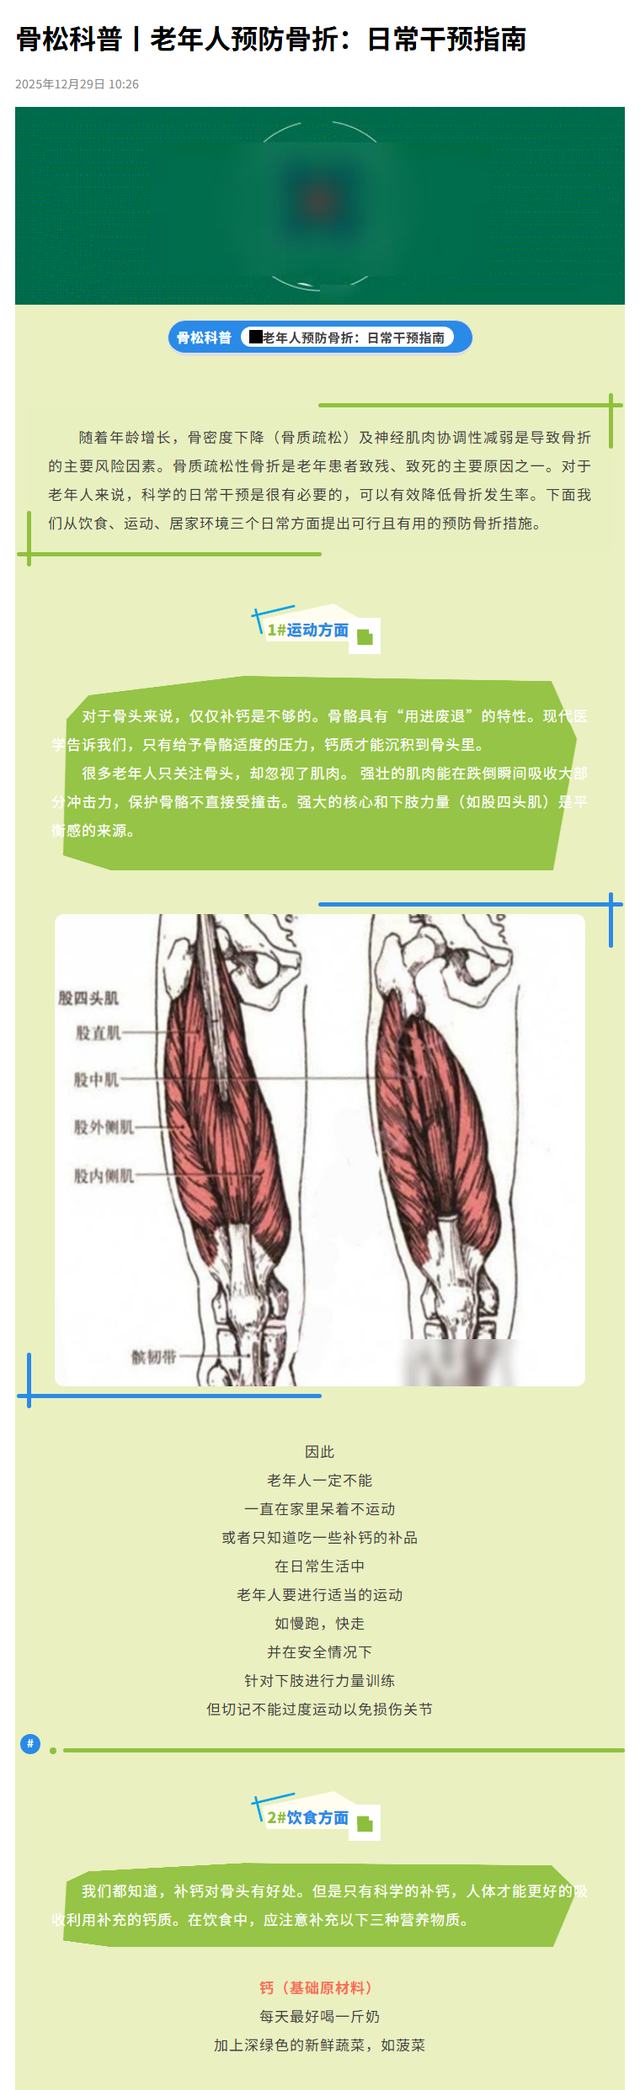 骨松科普丨老年人预防骨折：日常干预指南
2025年12月29日 10:26
骨松科普
老年人预防骨折：日常干预指南
随着年龄增长，骨密度下降（骨质疏松）及神经肌肉协调性减弱是导致骨折
的主要风险因素。骨质疏松性骨折是老年患者致残、致死的主要原因之一。对于
老年人来说，科学的日常干预是很有必要的，可以有效降低骨折发生率。下面我
们从饮食、运动、居家环境三个日常方面提出可行且有用的预防骨折措施。
1#运动方面
对于骨头来说，仅仅补钙是不够的。骨骼具有“用进废退”的特性。现代医
学告诉我们，只有给予骨骼适度的压力，钙质才能沉积到骨头里。
很多老年人只关注骨头，却忽视了肌肉。 强壮的肌肉能在跌倒瞬间吸收大部
分冲击力，保护骨骼不直接受撞击。强大的核心和下肢力量（如股四头肌）是平
衡感的来源。
股四头肌
股直肌
股中肌
股外侧肌
股内侧肌
髌韧带
因此
老年人一定不能
一直在家里呆着不运动
或者只知道吃一些补钙的补品
在日常生活中
老年人要进行适当的运动
如慢跑，快走
并在安全情况下
针对下肢进行力量训练
但切记不能过度运动以免损伤关节
#
2#饮食方面
我们都知道，补钙对骨头有好处。但是只有科学的补钙，人体才能更好的吸
收利用补充的钙质。在饮食中，应注意补充以下三种营养物质。
钙（基础原材料）
每天最好喝一斤奶
加上深绿色的新鲜蔬菜，如菠菜